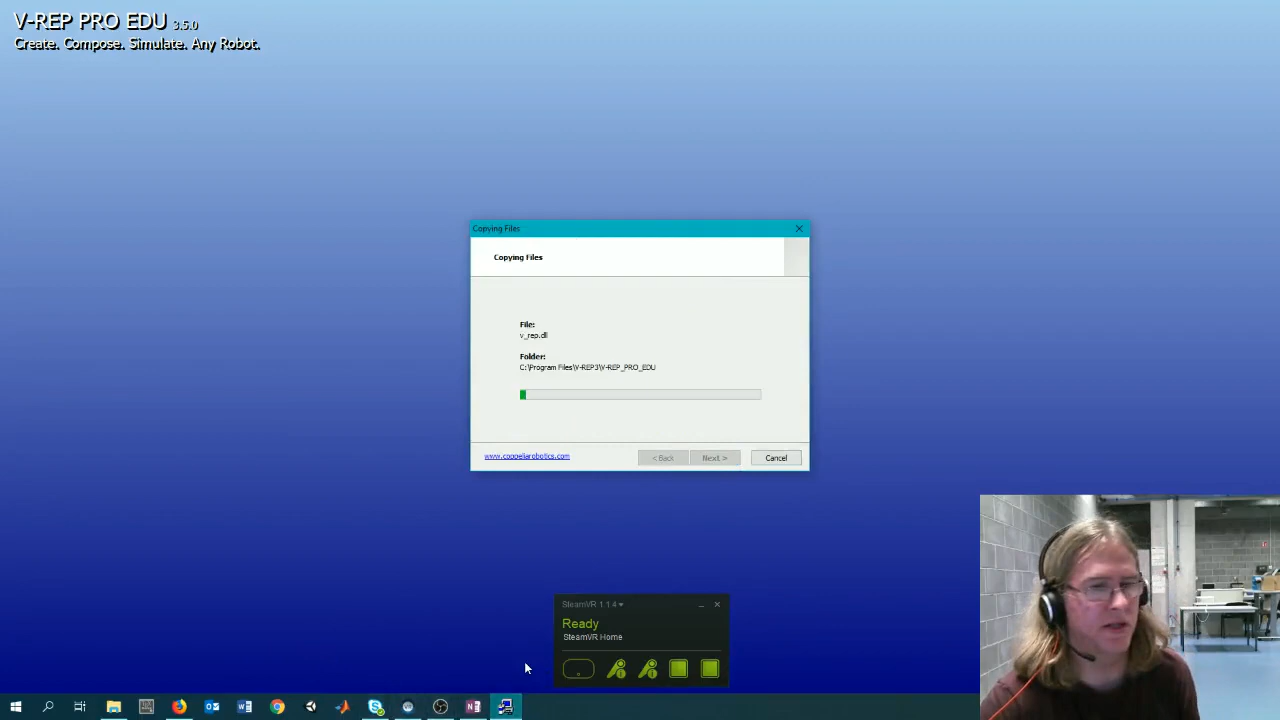 V-REP PRO EDU 3.5.0
Create. Compose. Simulate. Any Robot.
Copying Files
Copying Files
File:
v_rep.dll
Folder:
C:\Program Files\V-REP3\V-REP_PRO_EDU
www.coppeliarobotics.com
< Back
Next >
Cancel
SteamVR 1.1.4
Ready
SteamVR Home